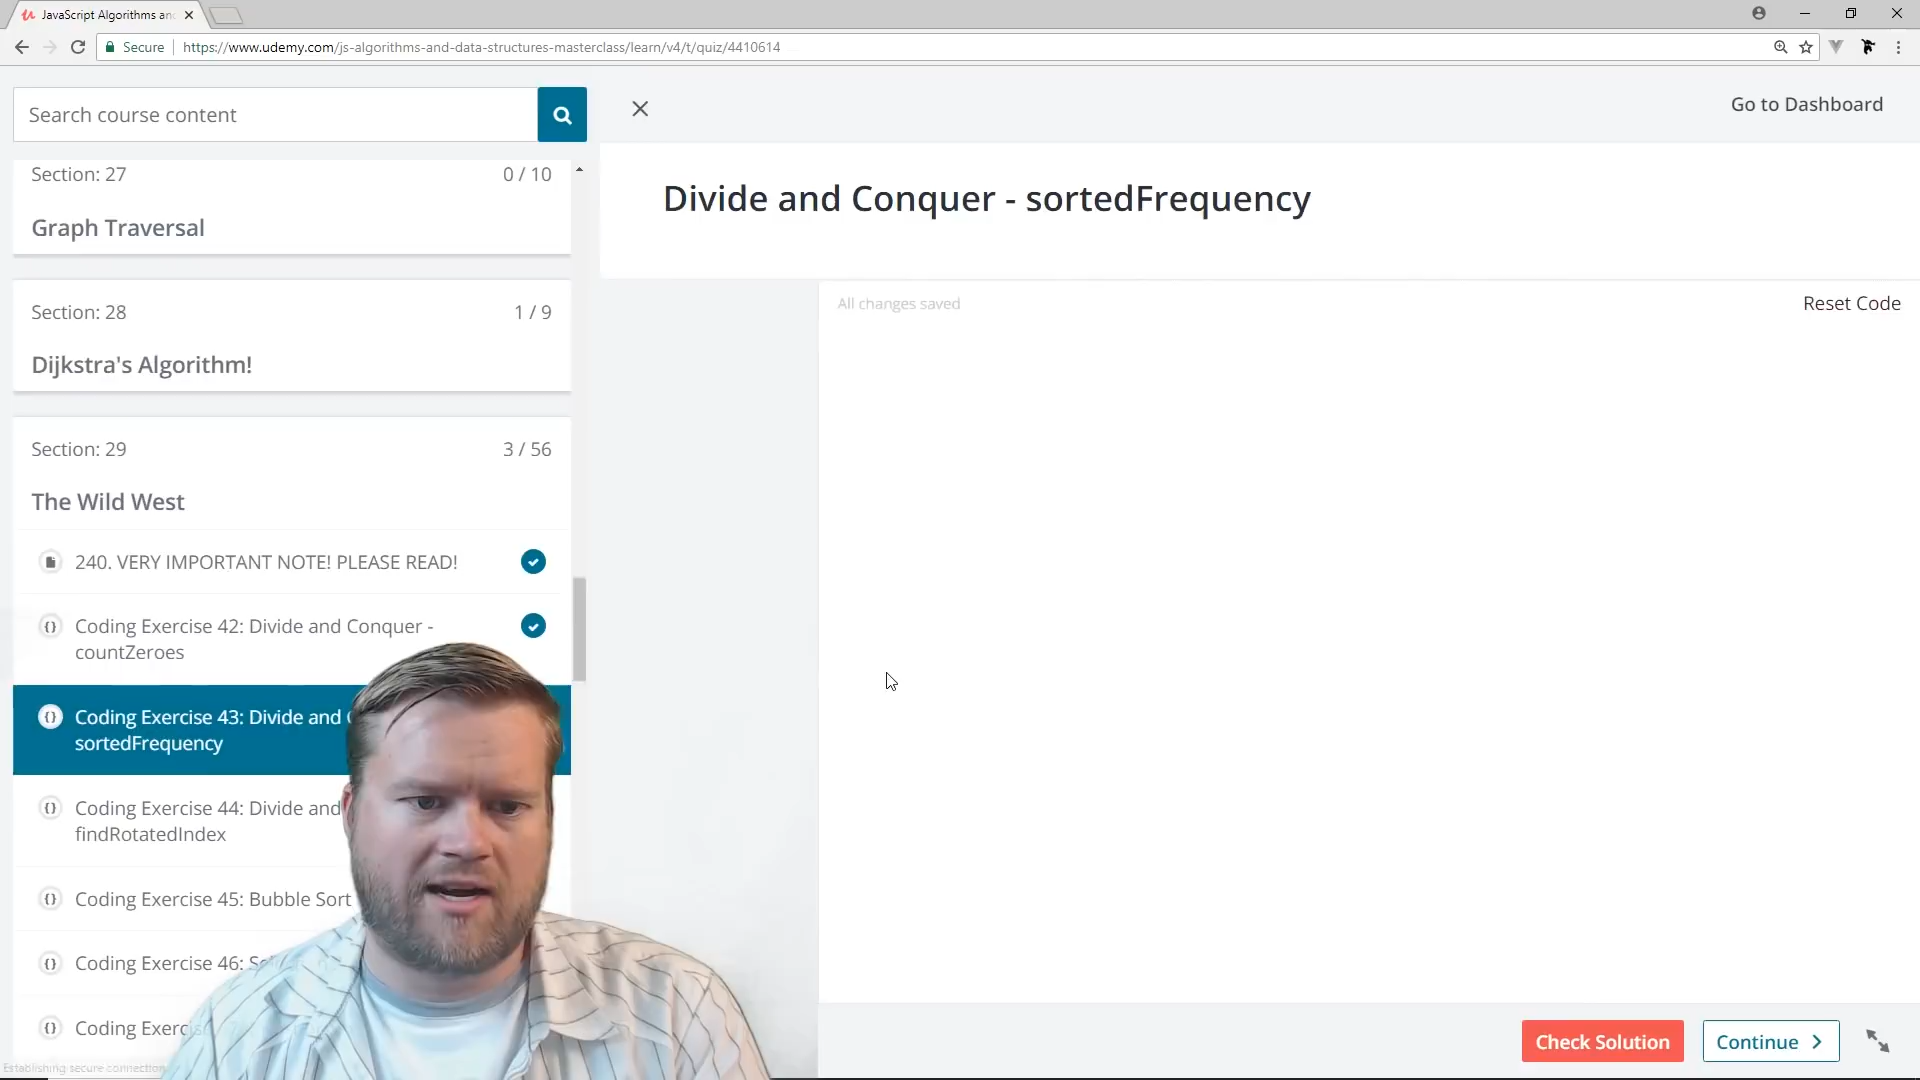 JavaScript Algorithms an
Secure
https://www.udemy.com/js-algorithms-and-data-structures-masterclass/learn/v4/t/quiz/4410614
Search course content
Go to Dashboard
Section: 27
0 / 10
Graph Traversal
Divide and Conquer - sortedFrequency
All changes saved
Reset Code
Section: 28
1 / 9
Dijkstra's Algorithm!
Section: 29
3 / 56
The Wild West
240. VERY IMPORTANT NOTE! PLEASE READ!
Coding Exercise 42: Divide and Conquer -
countZeroes
Coding Exercise 43: Divide and
sortedFrequency
Coding Exercise 44: Divide and
findRotatedIndex
Coding Exercise 45: Bubble Sort
Coding Exercise 46:
Coding
Check Solution
Continue
Establishing secure connection